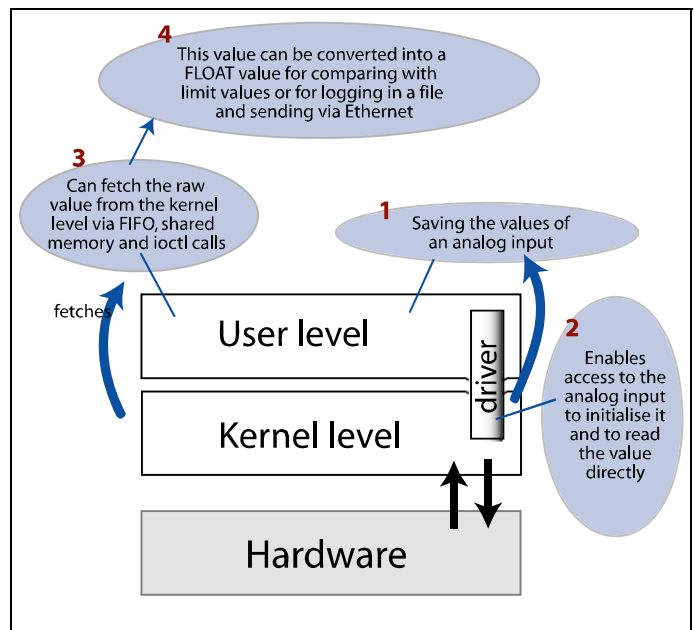 4
This value can be converted into a
FLOAT value for comparing with
limit values or for logging in a file
and sending via Ethernet
3
Can fetch the raw
value from the kernel
level via FIFO, shared
memory and ioctl calls
1
Saving the values of
an analog input
fetches
User level
driver
2
Enables
access to the
analog input
to initialise it
and to read
the value
directly
Kernel level
Hardware